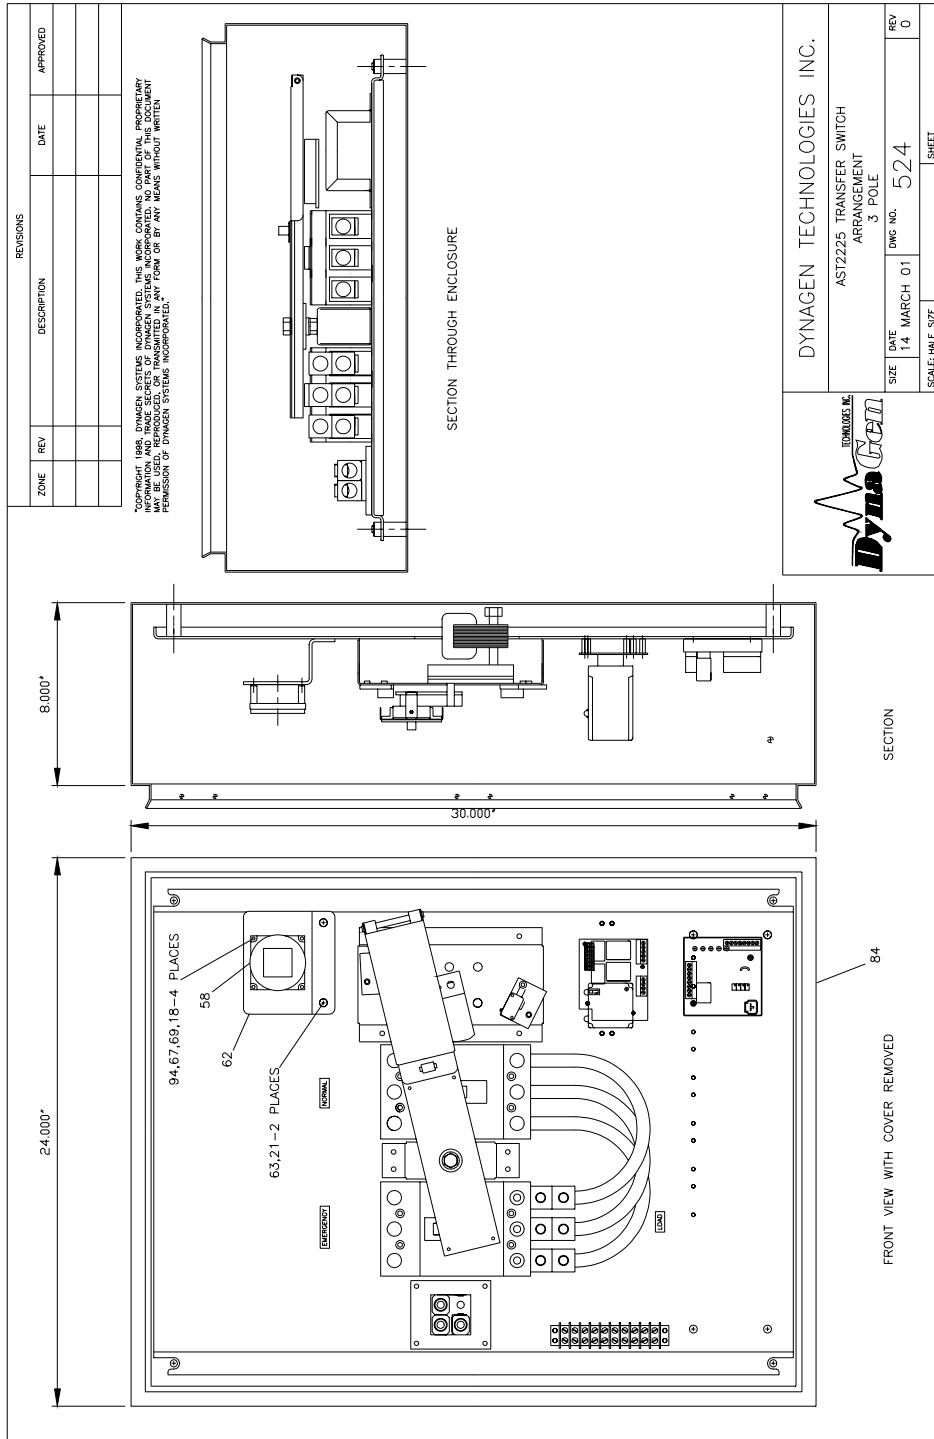 REVISIONS
ZONE REV DESCRIPTION DATE APPROVED
"COPYRIGHT 1998, DYNAGEN SYSTEMS INCORPORATED. THIS WORK CONTAINS CONFIDENTIAL PROPRIETARY
INFORMATION AND TRADE SECRETS OF DYNAGEN SYSTEMS INCORPORATED. NO PART OF THIS DOCUMENT
MAY BE USED, REPRODUCED, OR TRANSMITTED IN ANY FORM OR BY ANY MEANS WITHOUT WRITTEN
PERMISSION OF DYNAGEN SYSTEMS INCORPORATED."
24.000"
8.000"
94,67,69,18-4 PLACES
58
62
63,21-2 PLACES
EMERGENCY
NORMAL
LOAD
30.000"
84
FRONT VIEW WITH COVER REMOVED
SECTION
SECTION THROUGH ENCLOSURE
TECHNOLOGIES INC.
DynaGen
DYNAGEN TECHNOLOGIES INC.
AST2225 TRANSFER SWITCH
ARRANGEMENT
3 POLE
SIZE DATE DWG NO. REV
14 MARCH 01 524 0
SCALE: HALF SIZE SHEET